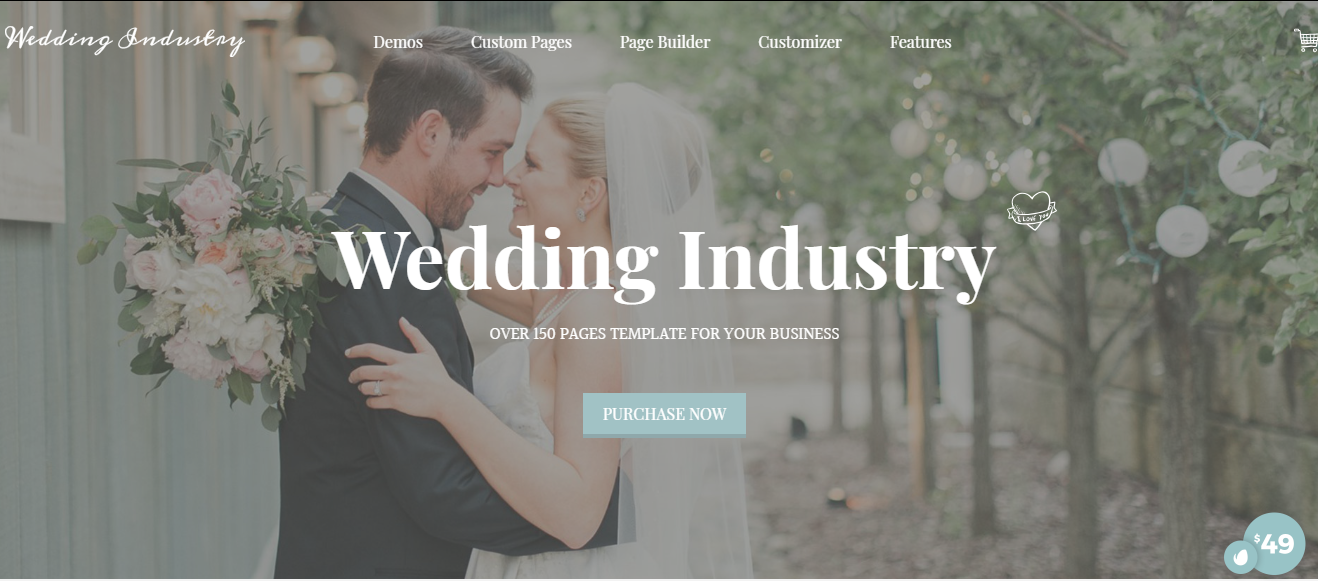 Wedding Industry
Demos
Custom Pages
Page Builder
Customizer
Features
I Love You
Wedding Industry
OVER 150 PAGES TEMPLATE FOR YOUR BUSINESS
PURCHASE NOW
$49